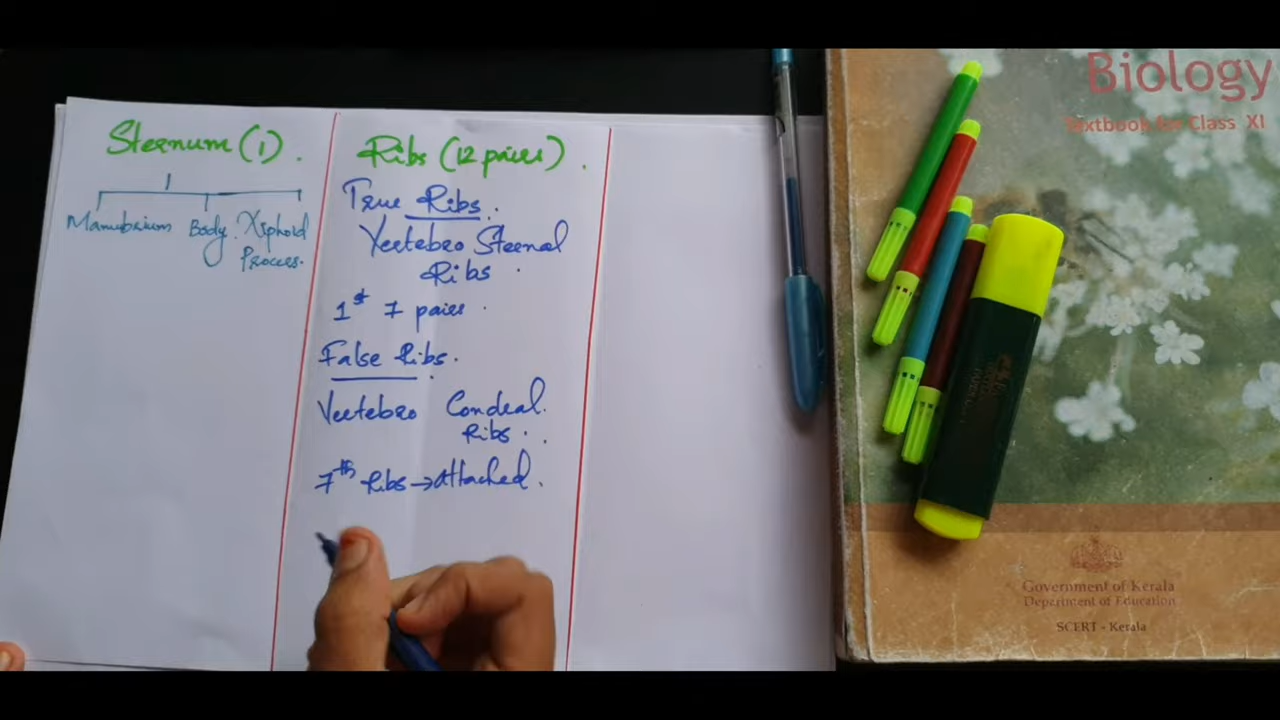 Sternum (1).
Manubrium Body. Xiphoid
Process.
Ribs (12 pairs).
True Ribs.
Vertebro Sternal
Ribs.
1st 7 pairs.
False Ribs.
Vertebro Condral.
Ribs..
7th Ribs → attached.
Biology
Textbook for Class XI
Government of Kerala
Department of Education
SCERT - Kerala